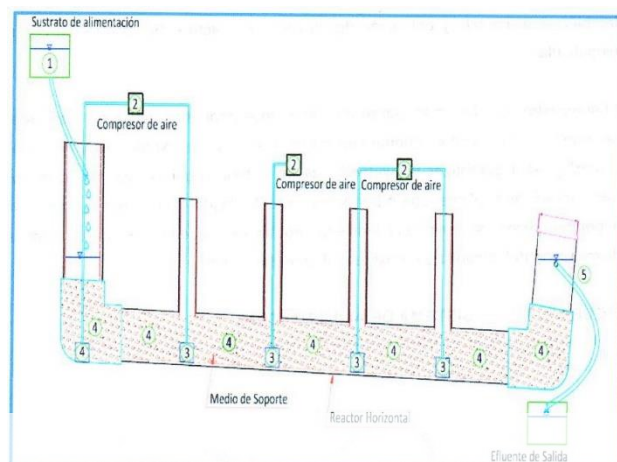 Sustrato de alimentación
1
2
Compresor de aire
2
2
Compresor de aire
Compresor de aire
5
4
4
4
4
4
4
4
4
3
3
3
3
Medio de Soporte
Reactor Horizontal
Efluente de Salida